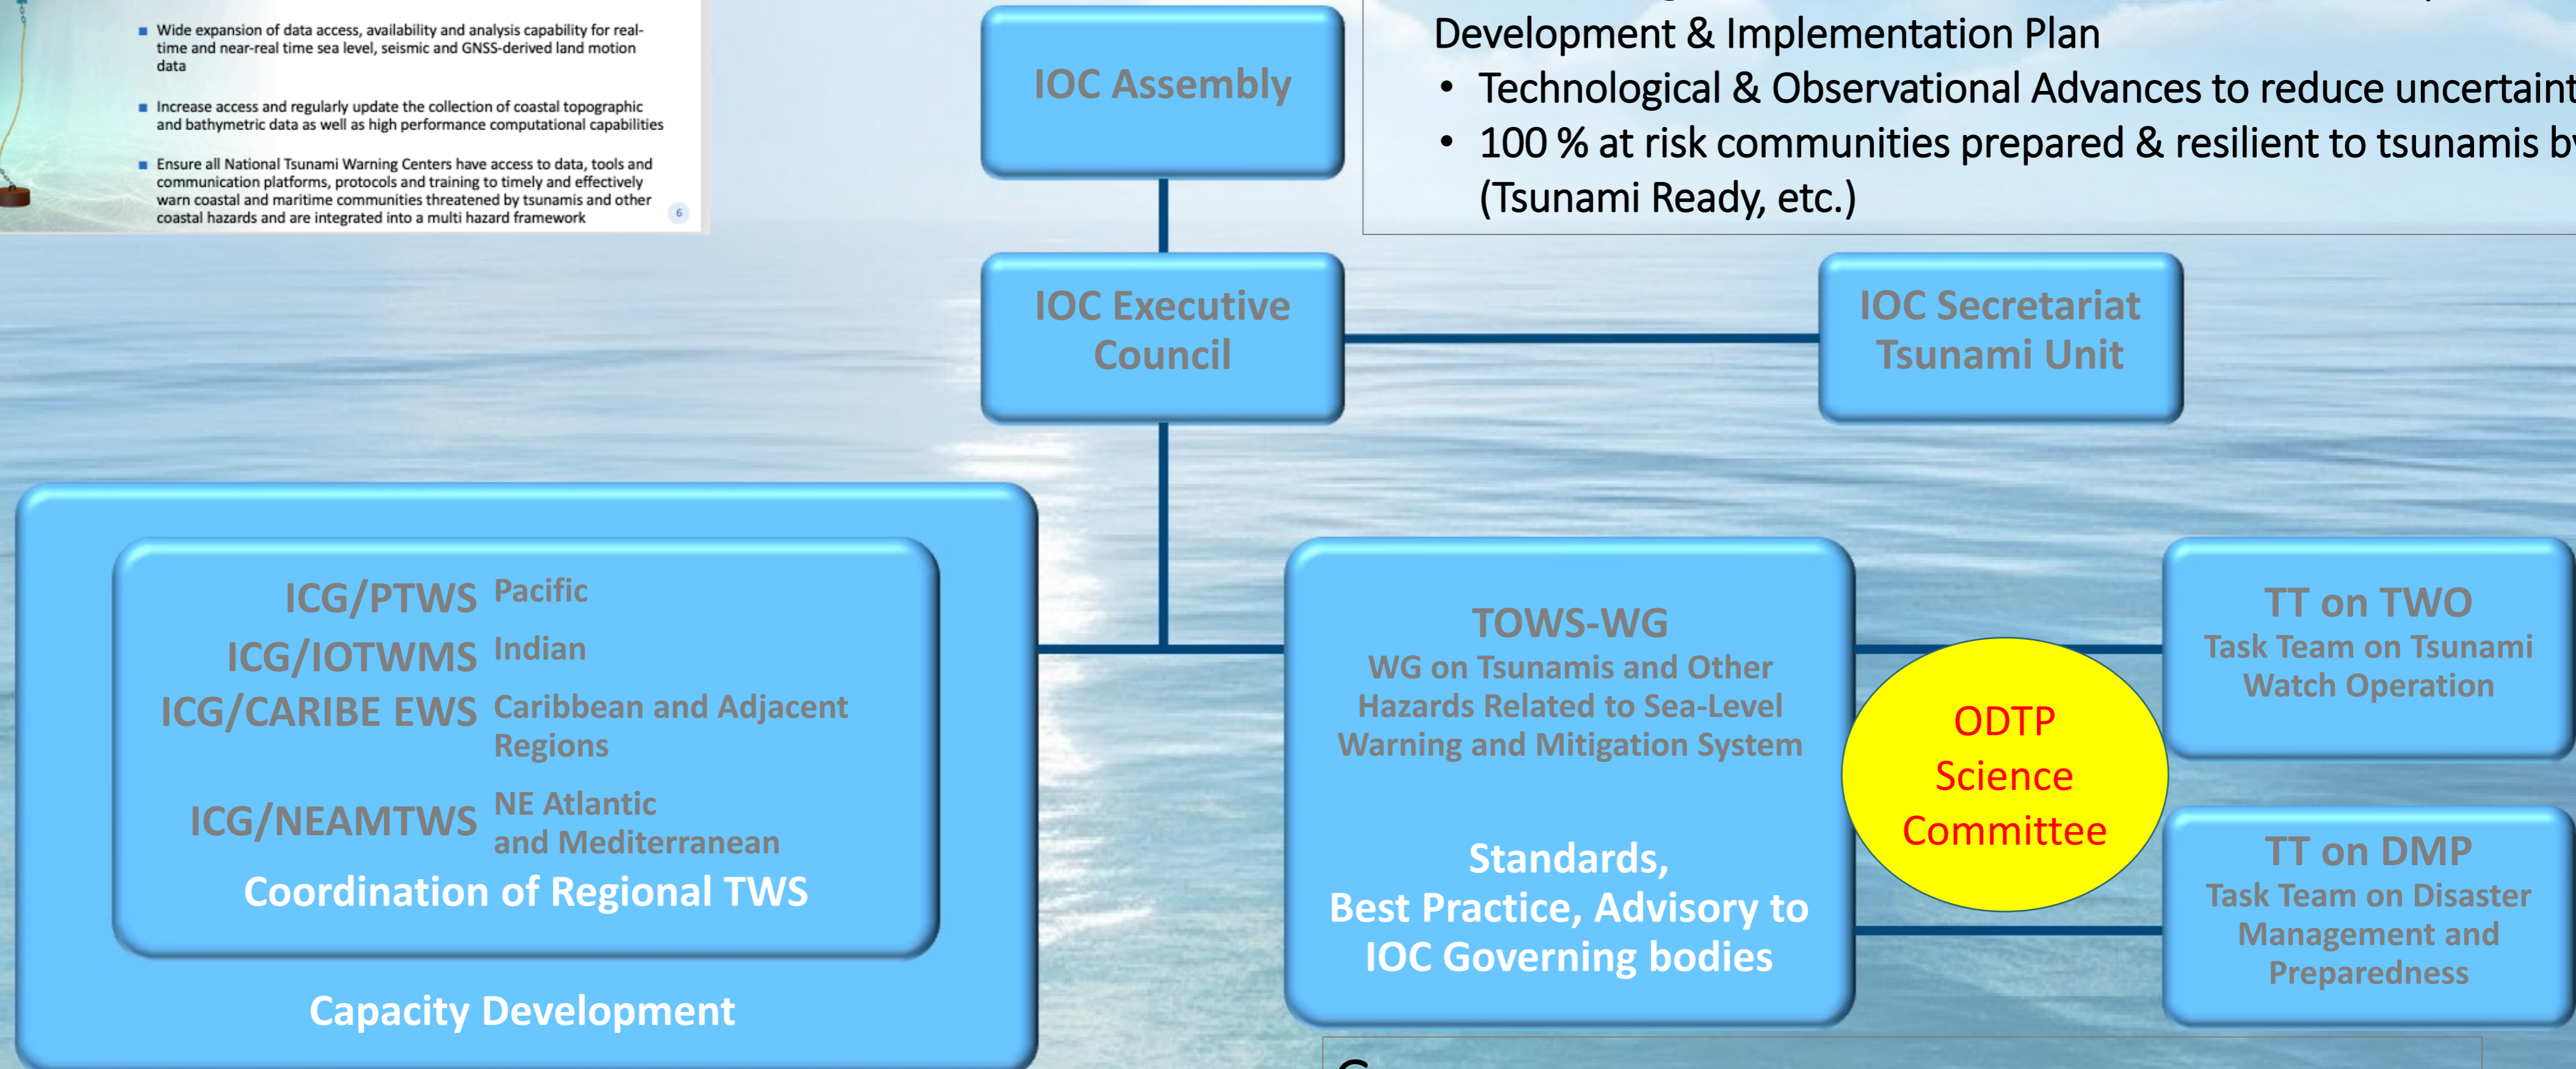 Wide expansion of data access, availability and analysis capability for real-
time and near-real time sea level, seismic and GNSS-derived land motion
data
Increase access and regularly update the collection of coastal topographic
and bathymetric data as well as high performance computational capabilities
Ensure all National Tsunami Warning Centers have access to data, tools and
communication platforms, protocols and training to timely and effectively
warn coastal and maritime communities threatened by tsunamis and other
coastal hazards and are integrated into a multi hazard framework
6
Development & Implementation Plan
• Technological & Observational Advances to reduce
• 100 % at risk communities prepared & resilient to tsunamis
(Tsunami Ready, etc.)
IOC Assembly
IOC Executive
Council
IOC Secretariat
Tsunami Unit
ICG/PTWS Pacific
ICG/IOTWMS Indian
ICG/CARIBE EWS Caribbean and Adjacent
Regions
ICG/NEAMTWS NE Atlantic
and Mediterranean
Coordination of Regional TWS
Capacity Development
TOWS-WG
WG on Tsunamis and Other
Hazards Related to Sea-Level
Warning and Mitigation System
Standards,
Best Practice, Advisory to
IOC Governing bodies
ODTP
Science
Committee
TT on TWO
Task Team on Tsunami
Watch Operation
TT on DMP
Task Team on Disaster
Management and
Preparedness